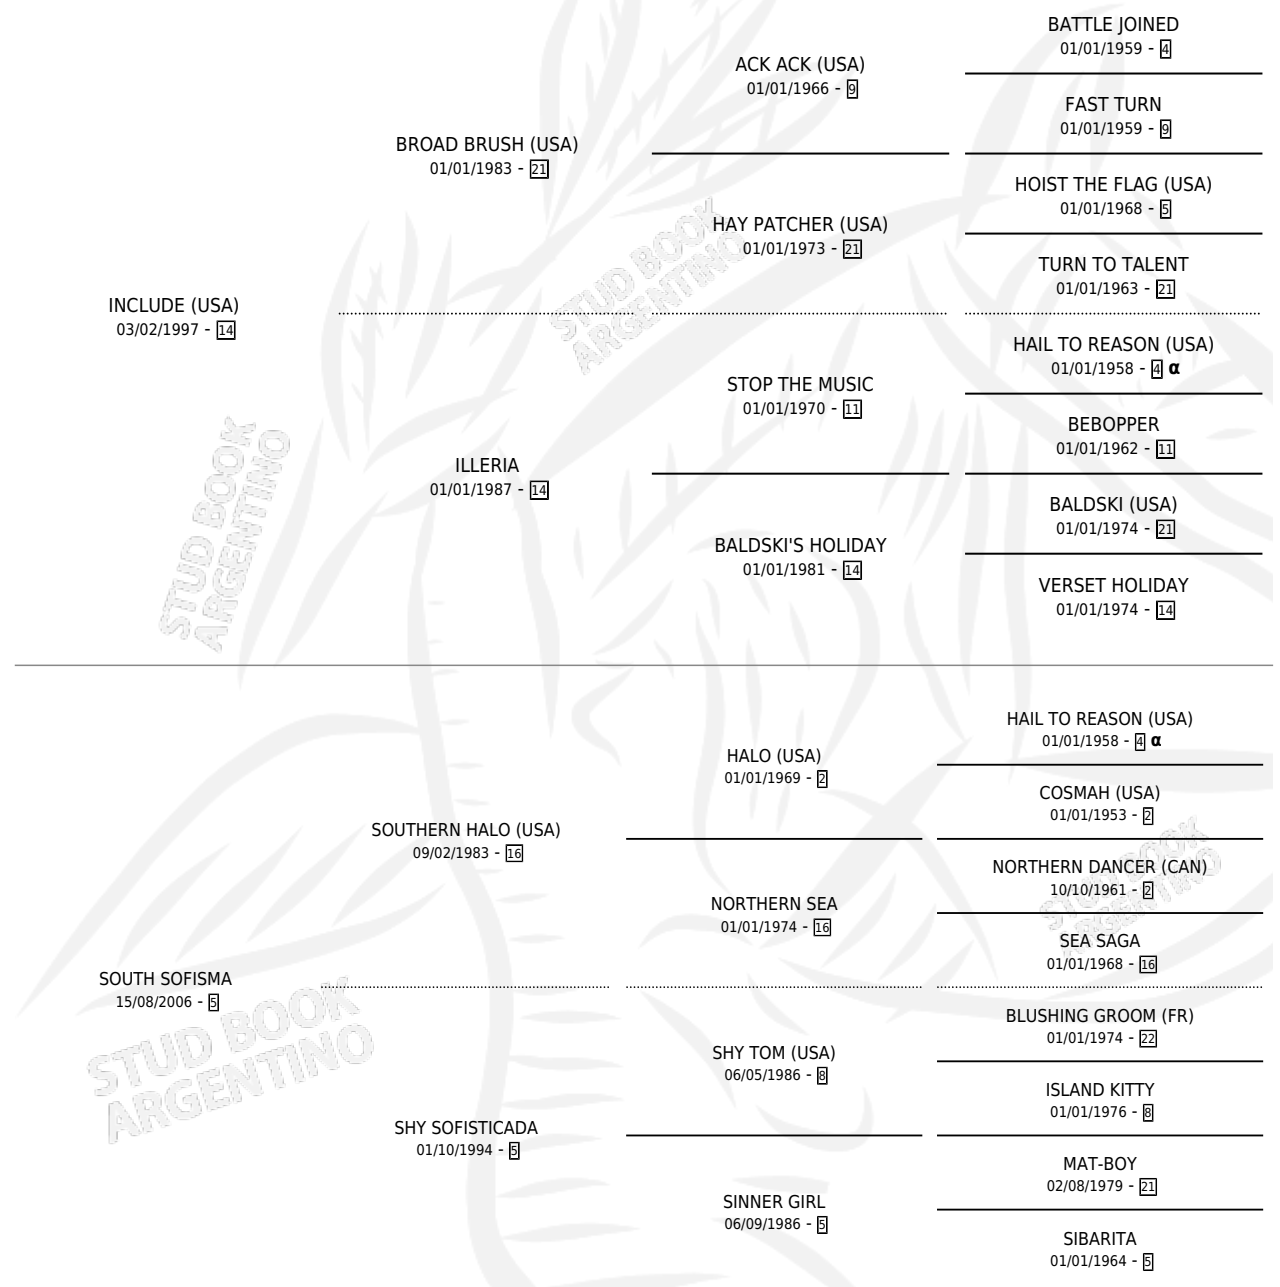 BATTLE JOINED
01/01/1959 - 4
ACK ACK (USA)
01/01/1966 - 9
FAST TURN
01/01/1959 - 9
BROAD BRUSH (USA)
01/01/1983 - 21
HOIST THE FLAG (USA)
01/01/1968 - 5
HAY PATCHER (USA)
01/01/1973 - 21
TURN TO TALENT
01/01/1963 - 21
INCLUDE (USA)
03/02/1997 - 14
HAIL TO REASON (USA)
01/01/1958 - 4 α
STOP THE MUSIC
01/01/1970 - 11
BEBOPPER
01/01/1962 - 11
ILLERIA
01/01/1987 - 14
BALDSKI (USA)
01/01/1974 - 21
BALDSKI'S HOLIDAY
01/01/1981 - 14
VERSET HOLIDAY
01/01/1974 - 14
HAIL TO REASON (USA)
01/01/1958 - 4 α
HALO (USA)
01/01/1969 - 2
COSMAH (USA)
01/01/1953 - 2
SOUTHERN HALO (USA)
09/02/1983 - 16
NORTHERN DANCER (CAN)
10/10/1961 - 2
NORTHERN SEA
01/01/1974 - 16
SEA SAGA
01/01/1968 - 16
SOUTH SOFISMA
15/08/2006 - 5
BLUSHING GROOM (FR)
01/01/1974 - 22
SHY TOM (USA)
06/05/1986 - 8
ISLAND KITTY
01/01/1976 - 8
SHY SOFISTICADA
01/10/1994 - 5
MAT-BOY
02/08/1979 - 21
SINNER GIRL
06/09/1986 - 5
SIBARITA
01/01/1964 - 5
STUD BOOK
ARGENTINO
STUD BOOK
ARGENTINO
STUD BOOK
ARGENTINO
STUD BOOK
ARGENTINO